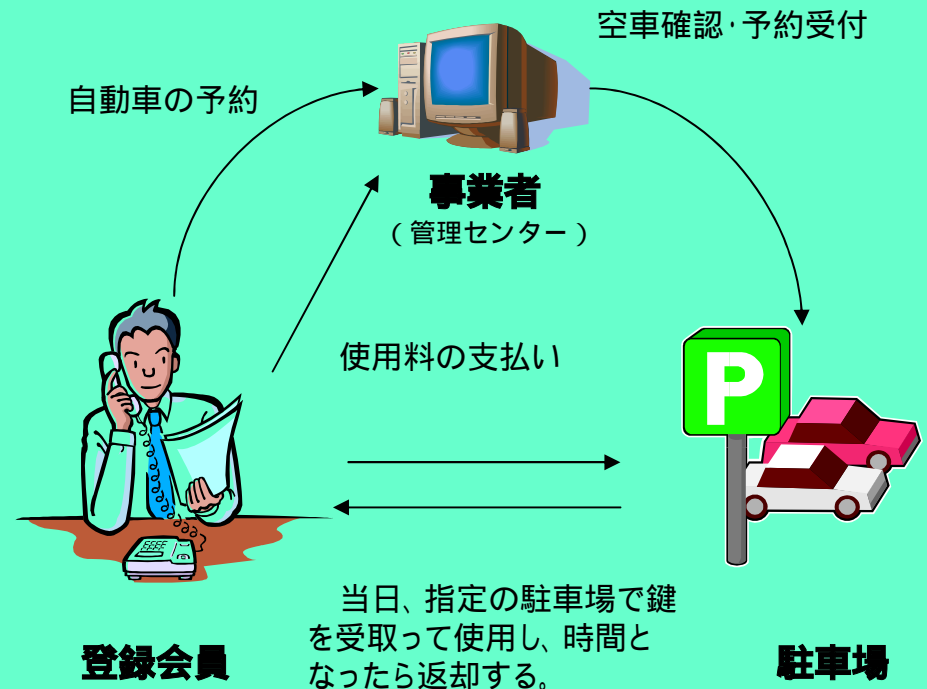 空車確認・予約受付
自動車の予約
事業者
（管理センター）
使用料の支払い
P
当日、指定の駐車場で鍵
を受取って使用し、時間と
なったら返却する。
登録会員
駐車場